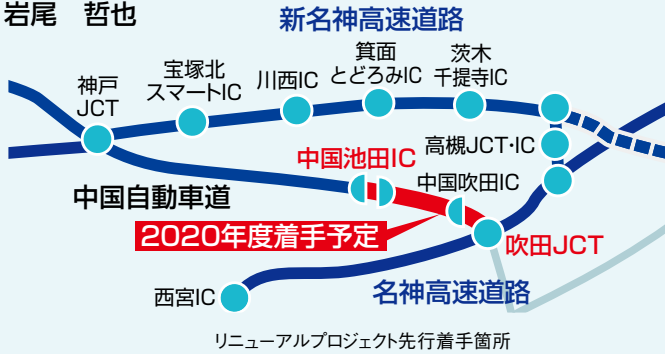 岩尾　哲也
新名神高速道路
神戸
JCT
宝塚北
スマートIC
川西IC
箕面
とどろみIC
茨木
千提寺IC
高槻JCT・IC
中国池田IC
中国吹田IC
中国自動車道
2020年度着手予定
吹田JCT
西宮IC
名神高速道路
リニューアルプロジェクト先行着手箇所